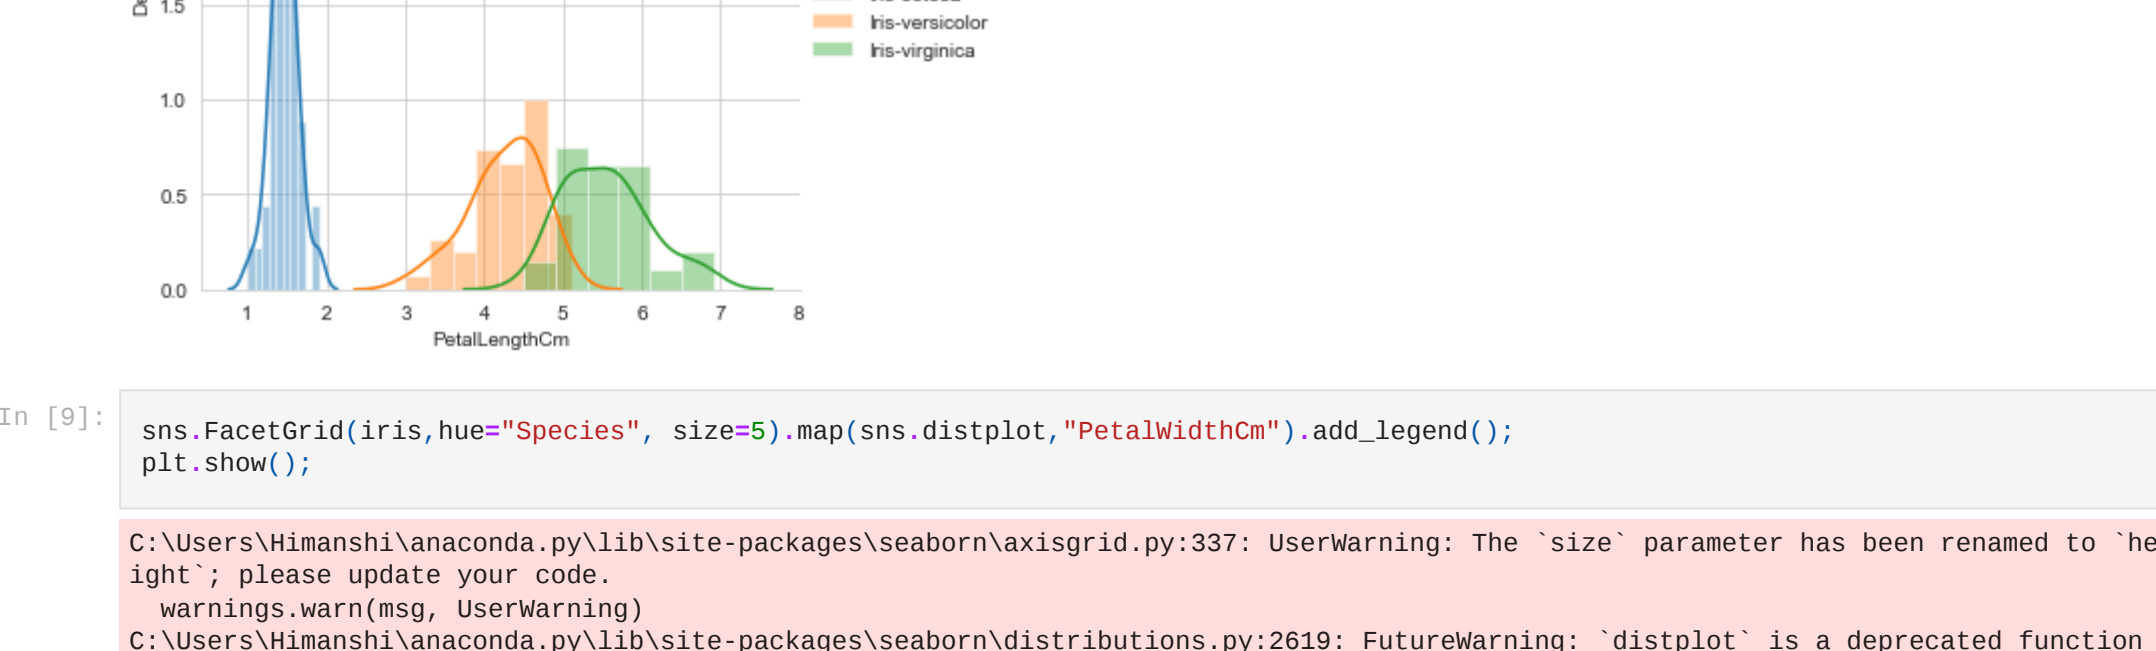 1.5
Iris-versicolor
Iris-virginica
1.0
0.5
0.0
1 2 3 4 5 6 7 8
PetalLengthCm
In [9]:
sns.FacetGrid(iris,hue="Species", size=5).map(sns.distplot,"PetalWidthCm").add_legend();
plt.show();
C:\Users\Himanshi\anaconda.py\lib\site-packages\seaborn\axisgrid.py:337: UserWarning: The `size` parameter has been renamed to `he
ight`; please update your code.
  warnings.warn(msg, UserWarning)
C:\Users\Himanshi\anaconda.py\lib\site-packages\seaborn\distributions.py:2619: FutureWarning: `distplot` is a deprecated function